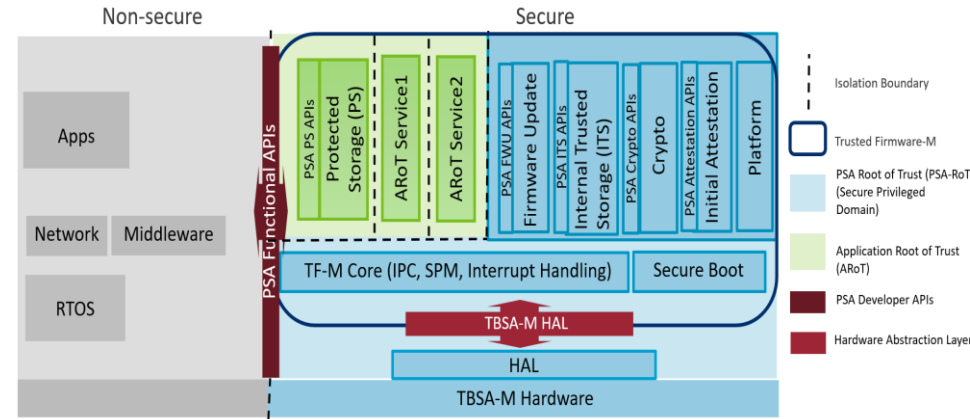 Non-secure
Secure
Apps
Network
Middleware
RTOS
PSA Functional APIs
PSA PS APIs
Protected
Storage (PS)
ARoT Service1
ARoT Service2
PSA FWU APIs
Firmware Update
PSA ITS APIs
Internal Trusted
Storage (ITS)
PSA Crypto APIs
Crypto
PSA Attestation APIs
Initial Attestation
Platform
TF-M Core (IPC, SPM, Interrupt Handling)
Secure Boot
TBSA-M HAL
HAL
TBSA-M Hardware
Isolation Boundary
Trusted Firmware-M
PSA Root of Trust (PSA-RoT
(Secure Privileged
Domain)
Application Root of Trust
(ARoT)
PSA Developer APIs
Hardware Abstraction Layer